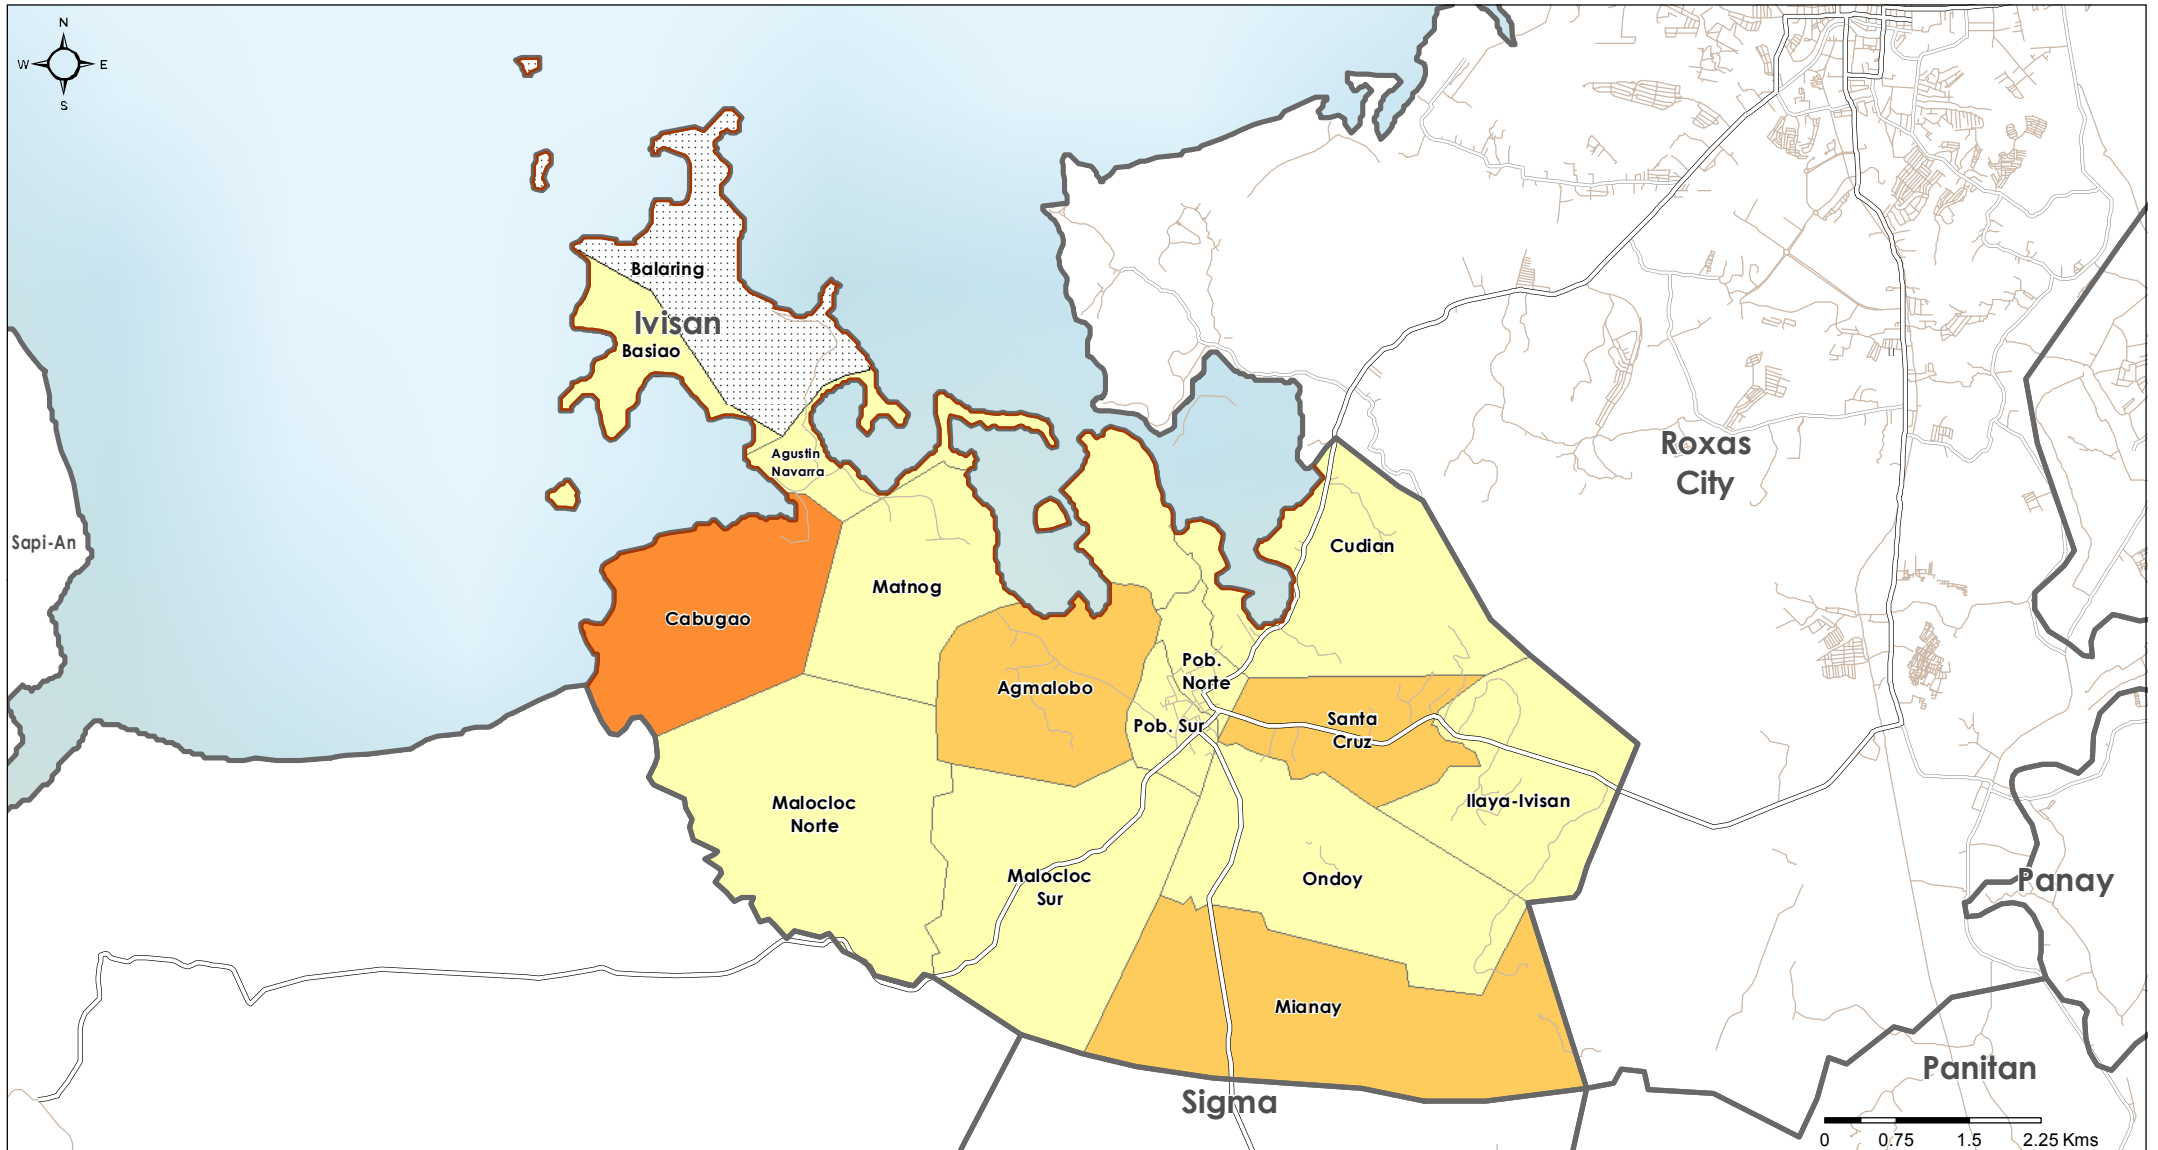 N
W E
S
Balaring
Ivisan
Basiao
Agustin
Navarra
Roxas
City
Sapi-An
Cudian
Matnog
Cabugao
Pob.
Norte
Agmalobo
Santa
Cruz
Pob. Sur
Malocloc
Norte
Ilaya-Ivisan
Malocloc
Sur
Ondoy
Panay
Mianay
Panitan
Sigma
0 0.75 1.5 2.25 Kms